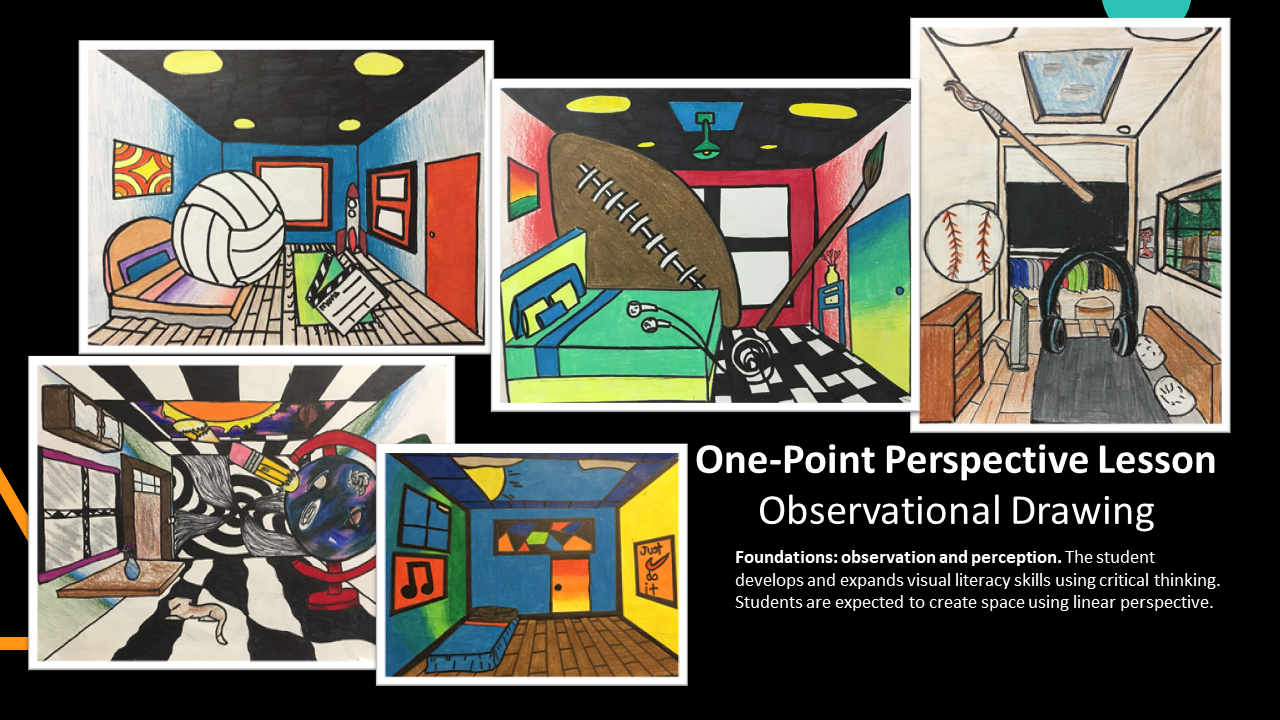 One-Point Perspective Lesson
Observational Drawing
Foundations: observation and perception. The student
develops and expands visual literacy skills using critical thinking.
Students are expected to create space using linear perspective.
Just
do
it